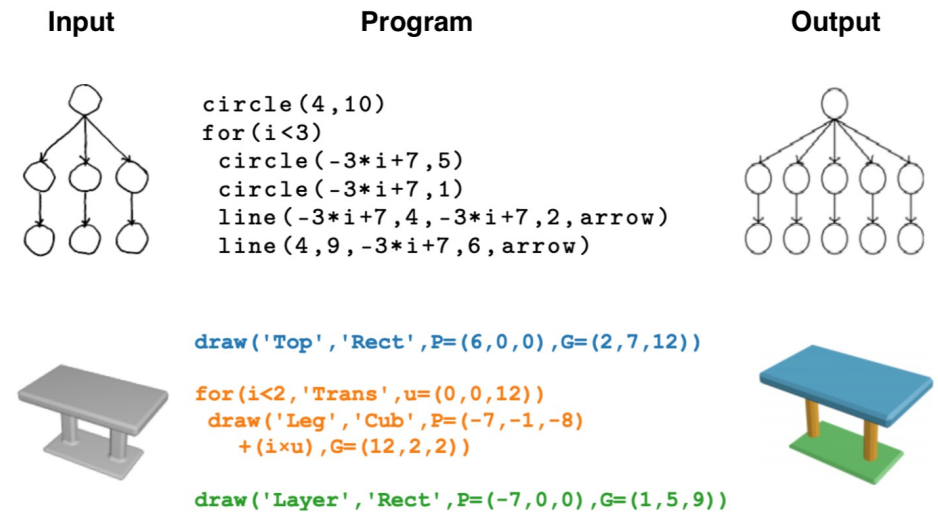 Input Program Output
circle(4,10)
for(i<3)
circle(-3*i+7,5)
circle(-3*i+7,1)
line(-3*i+7,4,-3*i+7,2,arrow)
line(4,9,-3*i+7,6,arrow)
draw('Top','Rect',P=(6,0,0),G=(2,7,12))
for(i<2,'Trans',u=(0,0,12))
draw('Leg','Cub',P=(-7,-1,-8)
+(i×u),G=(12,2,2))
draw('Layer','Rect',P=(-7,0,0),G=(1,5,9))